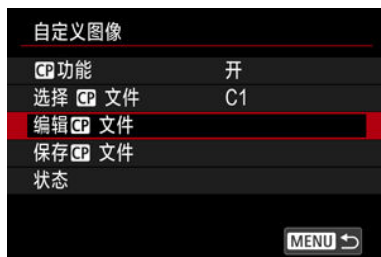 自定义图像
CP功能 开
选择 CP 文件 C1
编辑CP 文件
保存CP 文件
状态
MENU